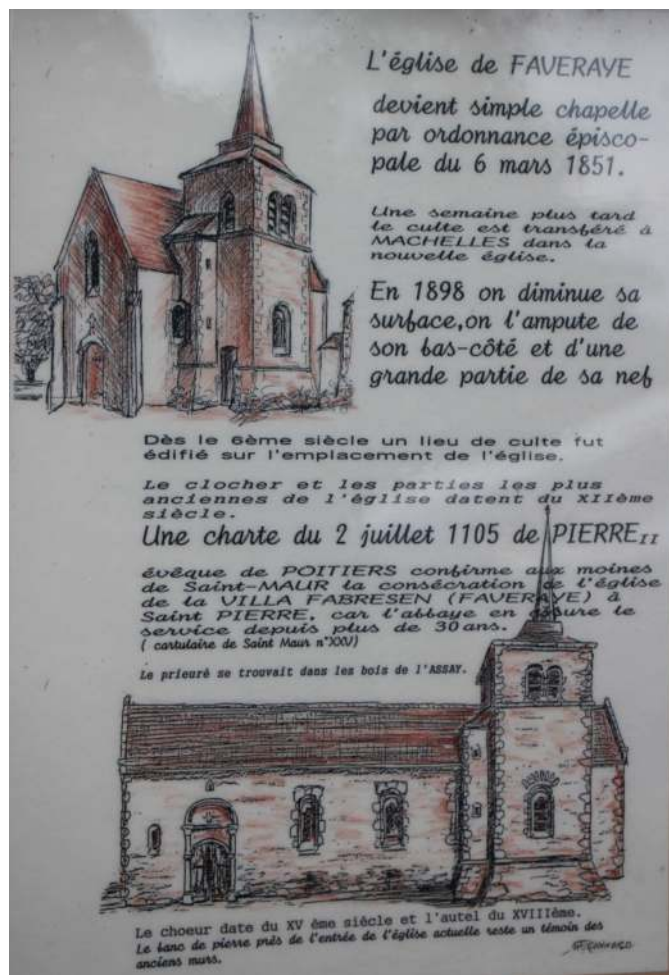 L'église de FAVERAYE
devient simple chapelle
par ordonnance épisco-
pale du 6 mars 1851.
Une semaine plus tard
le culte est transféré à
MACHELLES dans la
nouvelle église.
En 1898 on diminue sa
surface,on l'ampute de
son bas-côté et d'une
grande partie de sa nef
Dès le 6ème siècle un lieu de culte fut
édifié sur l'emplacement de l'église.
Le clocher et les parties les plus
anciennes de l'église datent du XIIème
siècle.
Une charte du 2 juillet 1105 de PIERRE II
évêque de POITIERS confirme aux moines
de Saint-MAUR la consécration de l'église
de la VILLA FABRESEN (FAVERAYE) à
Saint PIERRE, car l'abbaye en assure le
service depuis plus de 30 ans.
( cartulaire de Saint Maur n°XXV)
Le prieuré se trouvait dans les bois de l'ASSAY.
Le choeur date du XV ème siècle et l'autel du XVIIIème.
Le banc de pierre près de l'entrée de l'église actuelle reste un témoin des
anciens murs.